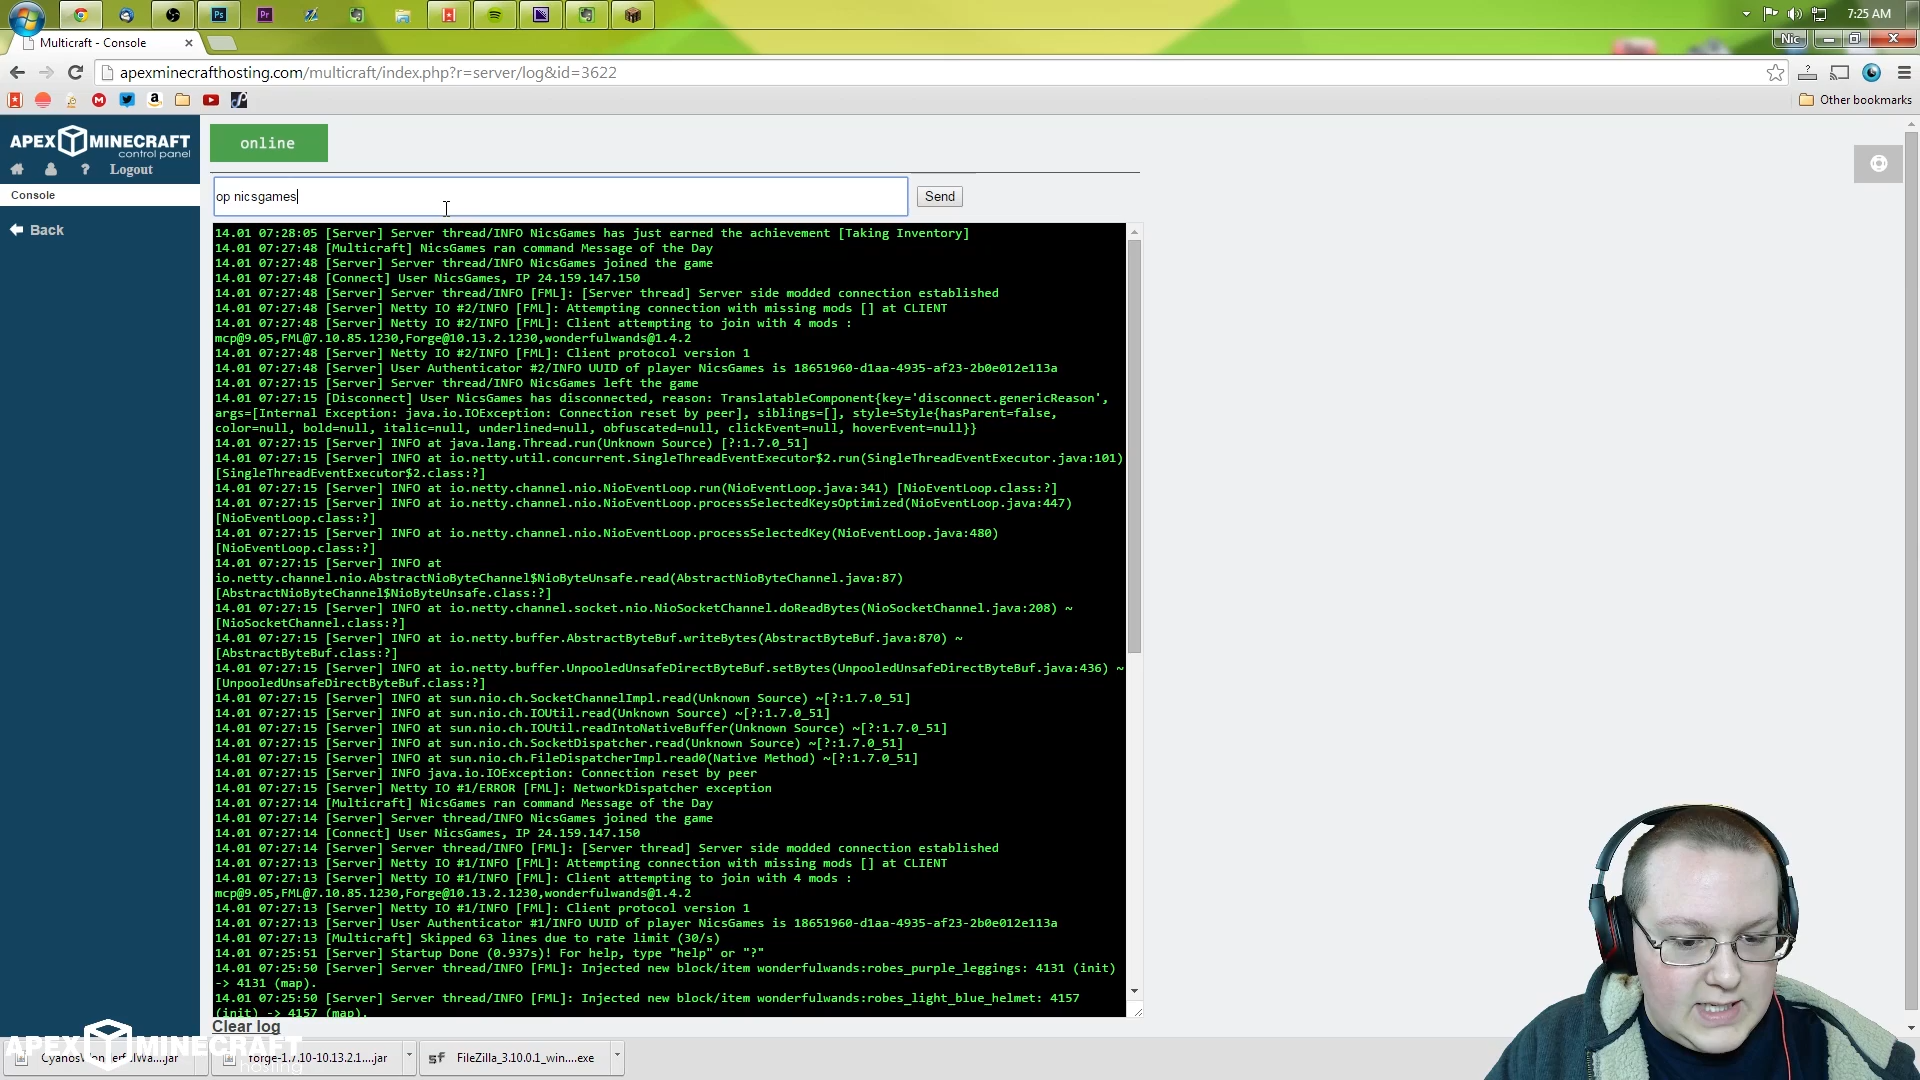 7:25 AM
Multicraft - Console
Nic
apexminecrafthosting.com/multicraft/index.php?r=server/log&id=3622
Other bookmarks
APEX MINECRAFT
control panel
Logout
Console
Back
online
op nicsgames
Send
14.01 07:28:05 [Server] Server thread/INFO NicsGames has just earned the achievement [Taking Inventory]
14.01 07:27:48 [Multicraft] NicsGames ran command Message of the Day
14.01 07:27:48 [Server] Server thread/INFO NicsGames joined the game
14.01 07:27:48 [Connect] User NicsGames, IP 24.159.147.150
14.01 07:27:48 [Server] Server thread/INFO [FML]: [Server thread] Server side modded connection established
14.01 07:27:48 [Server] Netty IO #2/INFO [FML]: Attempting connection with missing mods [] at CLIENT
14.01 07:27:48 [Server] Netty IO #2/INFO [FML]: Client attempting to join with 4 mods :
mcp@9.05,FML@7.10.85.1230,Forge@10.13.2.1230,wonderfulwands@1.4.2
14.01 07:27:48 [Server] Netty IO #2/INFO [FML]: Client protocol version 1
14.01 07:27:48 [Server] User Authenticator #2/INFO UUID of player NicsGames is 18651960-d1aa-4935-af23-2b0e012e113a
14.01 07:27:15 [Server] Server thread/INFO NicsGames left the game
14.01 07:27:15 [Disconnect] User NicsGames has disconnected, reason: TranslatableComponent{key='disconnect.genericReason',
args=[Internal Exception: java.io.IOException: Connection reset by peer], siblings=[], style=Style{hasParent=false,
color=null, bold=null, italic=null, underlined=null, obfuscated=null, clickEvent=null, hoverEvent=null}}
14.01 07:27:15 [Server] INFO at java.lang.Thread.run(Unknown Source) [?:1.7.0_51]
14.01 07:27:15 [Server] INFO at io.netty.util.concurrent.SingleThreadEventExecutor$2.run(SingleThreadEventExecutor.java:101)
[SingleThreadEventExecutor$2.class:?]
14.01 07:27:15 [Server] INFO at io.netty.channel.nio.NioEventLoop.run(NioEventLoop.java:341) [NioEventLoop.class:?]
14.01 07:27:15 [Server] INFO at io.netty.channel.nio.NioEventLoop.processSelectedKeysOptimized(NioEventLoop.java:447)
[NioEventLoop.class:?]
14.01 07:27:15 [Server] INFO at io.netty.channel.nio.NioEventLoop.processSelectedKey(NioEventLoop.java:480)
[NioEventLoop.class:?]
14.01 07:27:15 [Server] INFO at
io.netty.channel.nio.AbstractNioByteChannel$NioByteUnsafe.read(AbstractNioByteChannel.java:87)
[AbstractNioByteChannel$NioByteUnsafe.class:?]
14.01 07:27:15 [Server] INFO at io.netty.channel.socket.nio.NioSocketChannel.doReadBytes(NioSocketChannel.java:208) ~
[NioSocketChannel.class:?]
14.01 07:27:15 [Server] INFO at io.netty.buffer.AbstractByteBuf.writeBytes(AbstractByteBuf.java:870) ~
[AbstractByteBuf.class:?]
14.01 07:27:15 [Server] INFO at io.netty.buffer.UnpooledUnsafeDirectByteBuf.setBytes(UnpooledUnsafeDirectByteBuf.java:436) ~
[UnpooledUnsafeDirectByteBuf.class:?]
14.01 07:27:15 [Server] INFO at sun.nio.ch.SocketChannelImpl.read(Unknown Source) ~[?:1.7.0_51]
14.01 07:27:15 [Server] INFO at sun.nio.ch.IOUtil.read(Unknown Source) ~[?:1.7.0_51]
14.01 07:27:15 [Server] INFO at sun.nio.ch.IOUtil.readIntoNativeBuffer(Unknown Source) ~[?:1.7.0_51]
14.01 07:27:15 [Server] INFO at sun.nio.ch.SocketDispatcher.read(Unknown Source) ~[?:1.7.0_51]
14.01 07:27:15 [Server] INFO at sun.nio.ch.FileDispatcherImpl.read0(Native Method) ~[?:1.7.0_51]
14.01 07:27:15 [Server] INFO java.io.IOException: Connection reset by peer
14.01 07:27:15 [Server] Netty IO #1/ERROR [FML]: NetworkDispatcher exception
14.01 07:27:14 [Multicraft] NicsGames ran command Message of the Day
14.01 07:27:14 [Server] Server thread/INFO NicsGames joined the game
14.01 07:27:14 [Connect] User NicsGames, IP 24.159.147.150
14.01 07:27:14 [Server] Server thread/INFO [FML]: [Server thread] Server side modded connection established
14.01 07:27:13 [Server] Netty IO #1/INFO [FML]: Attempting connection with missing mods [] at CLIENT
14.01 07:27:13 [Server] Netty IO #1/INFO [FML]: Client attempting to join with 4 mods :
mcp@9.05,FML@7.10.85.1230,Forge@10.13.2.1230,wonderfulwands@1.4.2
14.01 07:27:13 [Server] Netty IO #1/INFO [FML]: Client protocol version 1
14.01 07:27:13 [Server] User Authenticator #1/INFO UUID of player NicsGames is 18651960-d1aa-4935-af23-2b0e012e113a
14.01 07:27:13 [Multicraft] Skipped 63 lines due to rate limit (30/s)
14.01 07:25:51 [Server] Startup Done (0.937s)! For help, type "help" or "?"
14.01 07:25:50 [Server] Server thread/INFO [FML]: Injected new block/item wonderfulwands:robes_purple_leggings: 4131 (init)
-> 4131 (map).
14.01 07:25:50 [Server] Server thread/INFO [FML]: Injected new block/item wonderfulwands:robes_light_blue_helmet: 4157
(init) -> 4157 (map).
Clear log
APEX MINECRAFT
hosting
forge-1.7.10-10.13.2.1....jar
FileZilla_3.10.0.1_win....exe